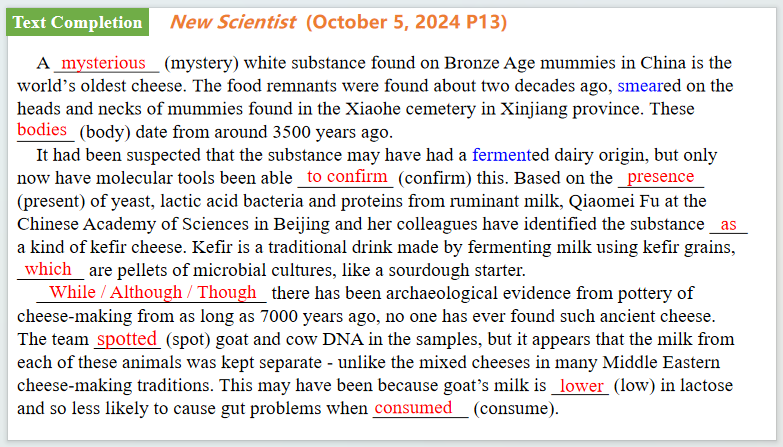 Text Completion New Scientist (October 5, 2024 P13)
A mysterious (mystery) white substance found on Bronze Age mummies in China is the
world's oldest cheese. The food remnants were found about two decades ago, smeared on the
heads and necks of mummies found in the Xiaohe cemetery in Xinjiang province. These
bodies (body) date from around 3500 years ago.
It had been suspected that the substance may have had a fermented dairy origin, but only
now have molecular tools been able to confirm (confirm) this. Based on the presence
(present) of yeast, lactic acid bacteria and proteins from ruminant milk, Qiaomei Fu at the
Chinese Academy of Sciences in Beijing and her colleagues have identified the substance as
a kind of kefir cheese. Kefir is a traditional drink made by fermenting milk using kefir grains,
which are pellets of microbial cultures, like a sourdough starter.
While / Although / Though there has been archaeological evidence from pottery of
cheese-making from as long as 7000 years ago, no one has ever found such ancient cheese.
The team spotted (spot) goat and cow DNA in the samples, but it appears that the milk from
each of these animals was kept separate - unlike the mixed cheeses in many Middle Eastern
cheese-making traditions. This may have been because goat's milk is lower (low) in lactose
and so less likely to cause gut problems when consumed (consume).